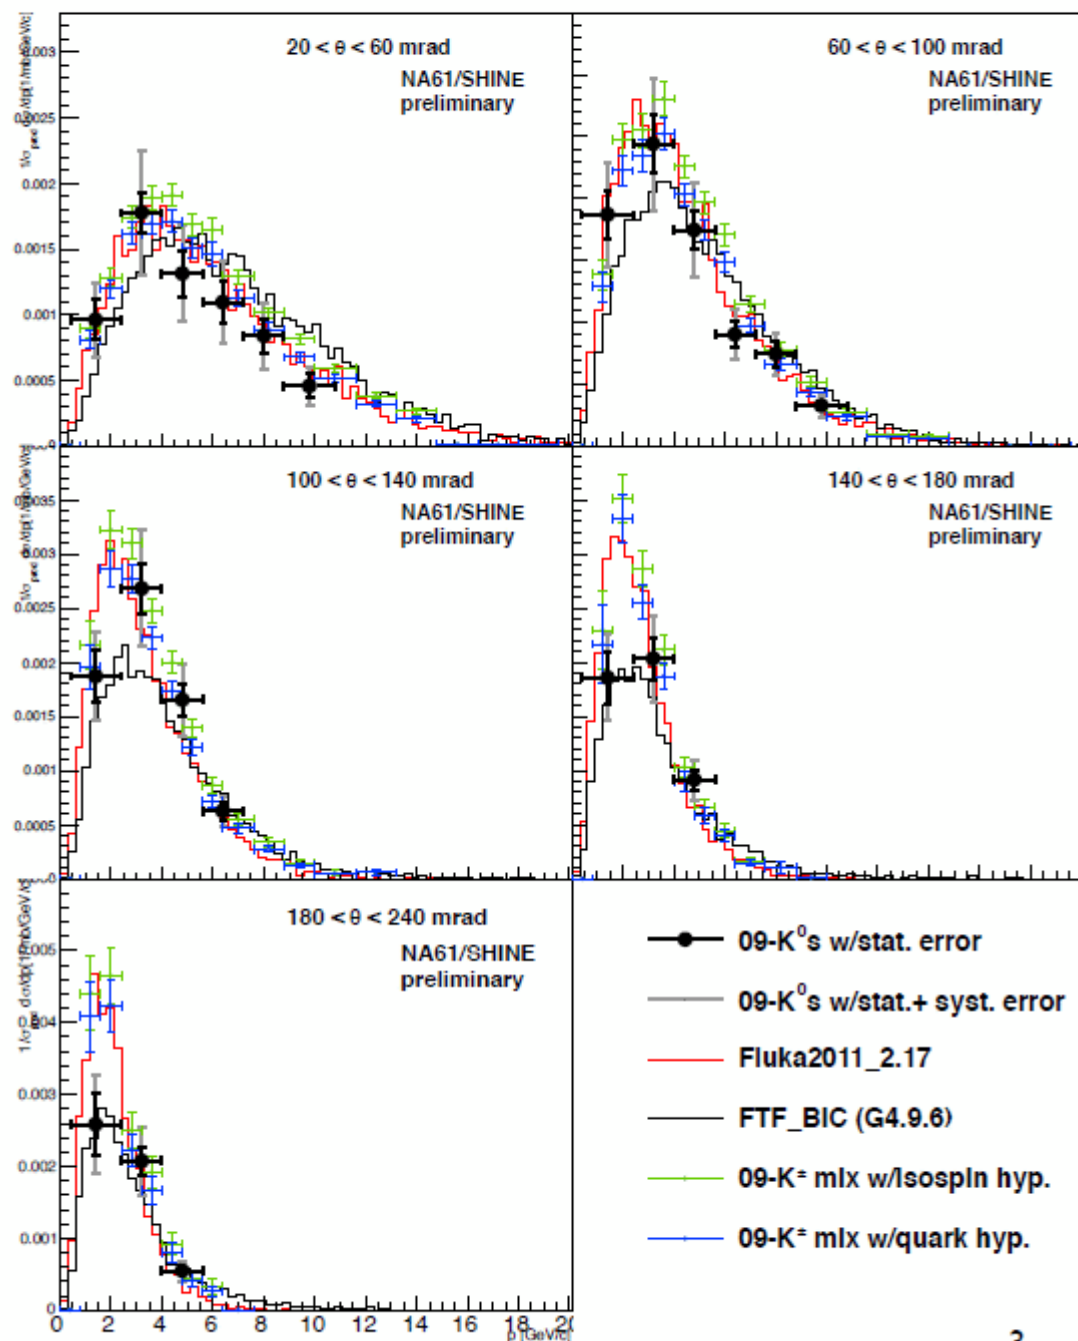 20 < θ < 60 mrad
NA61/SHINE
preliminary
0.003
0.0025
0.002
0.0015
0.001
0.0005
60 < θ < 100 mrad
NA61/SHINE
preliminary
100 < θ < 140 mrad
NA61/SHINE
preliminary
0.0035
0.003
0.0025
0.002
0.0015
0.001
0.0005
0
140 < θ < 180 mrad
NA61/SHINE
preliminary
180 < θ < 240 mrad
NA61/SHINE
preliminary
0.005
0.004
0.003
0.002
0.001
0
0 2 4 6 8 10 12 14 16 18 20
p [GeV/c]
09-K⁰s w/stat. error
09-K⁰s w/stat.+ syst. error
Fluka2011_2.17
FTF_BIC (G4.9.6)
09-K± mix w/isospin hyp.
09-K± mix w/quark hyp.